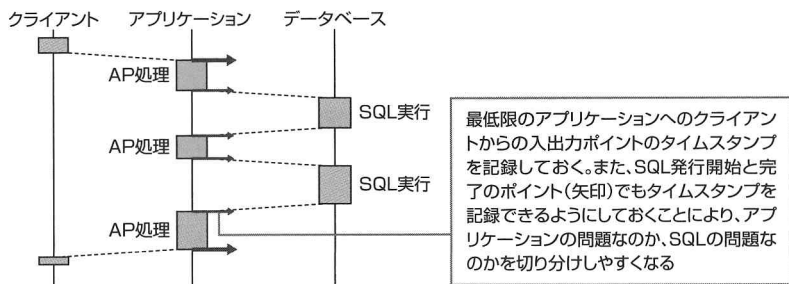 クライアント
アプリケーション
データベース
AP処理
SQL実行
AP処理
SQL実行
AP処理
最低限のアプリケーションへのクライアン
トからの入出力ポイントのタイムスタンプ
を記録しておく。また、SQL発行開始と完
了のポイント(矢印)でもタイムスタンプを
記録できるようにしておくことにより、アプ
リケーションの問題なのか、SQLの問題な
のかを切り分けしやすくなる